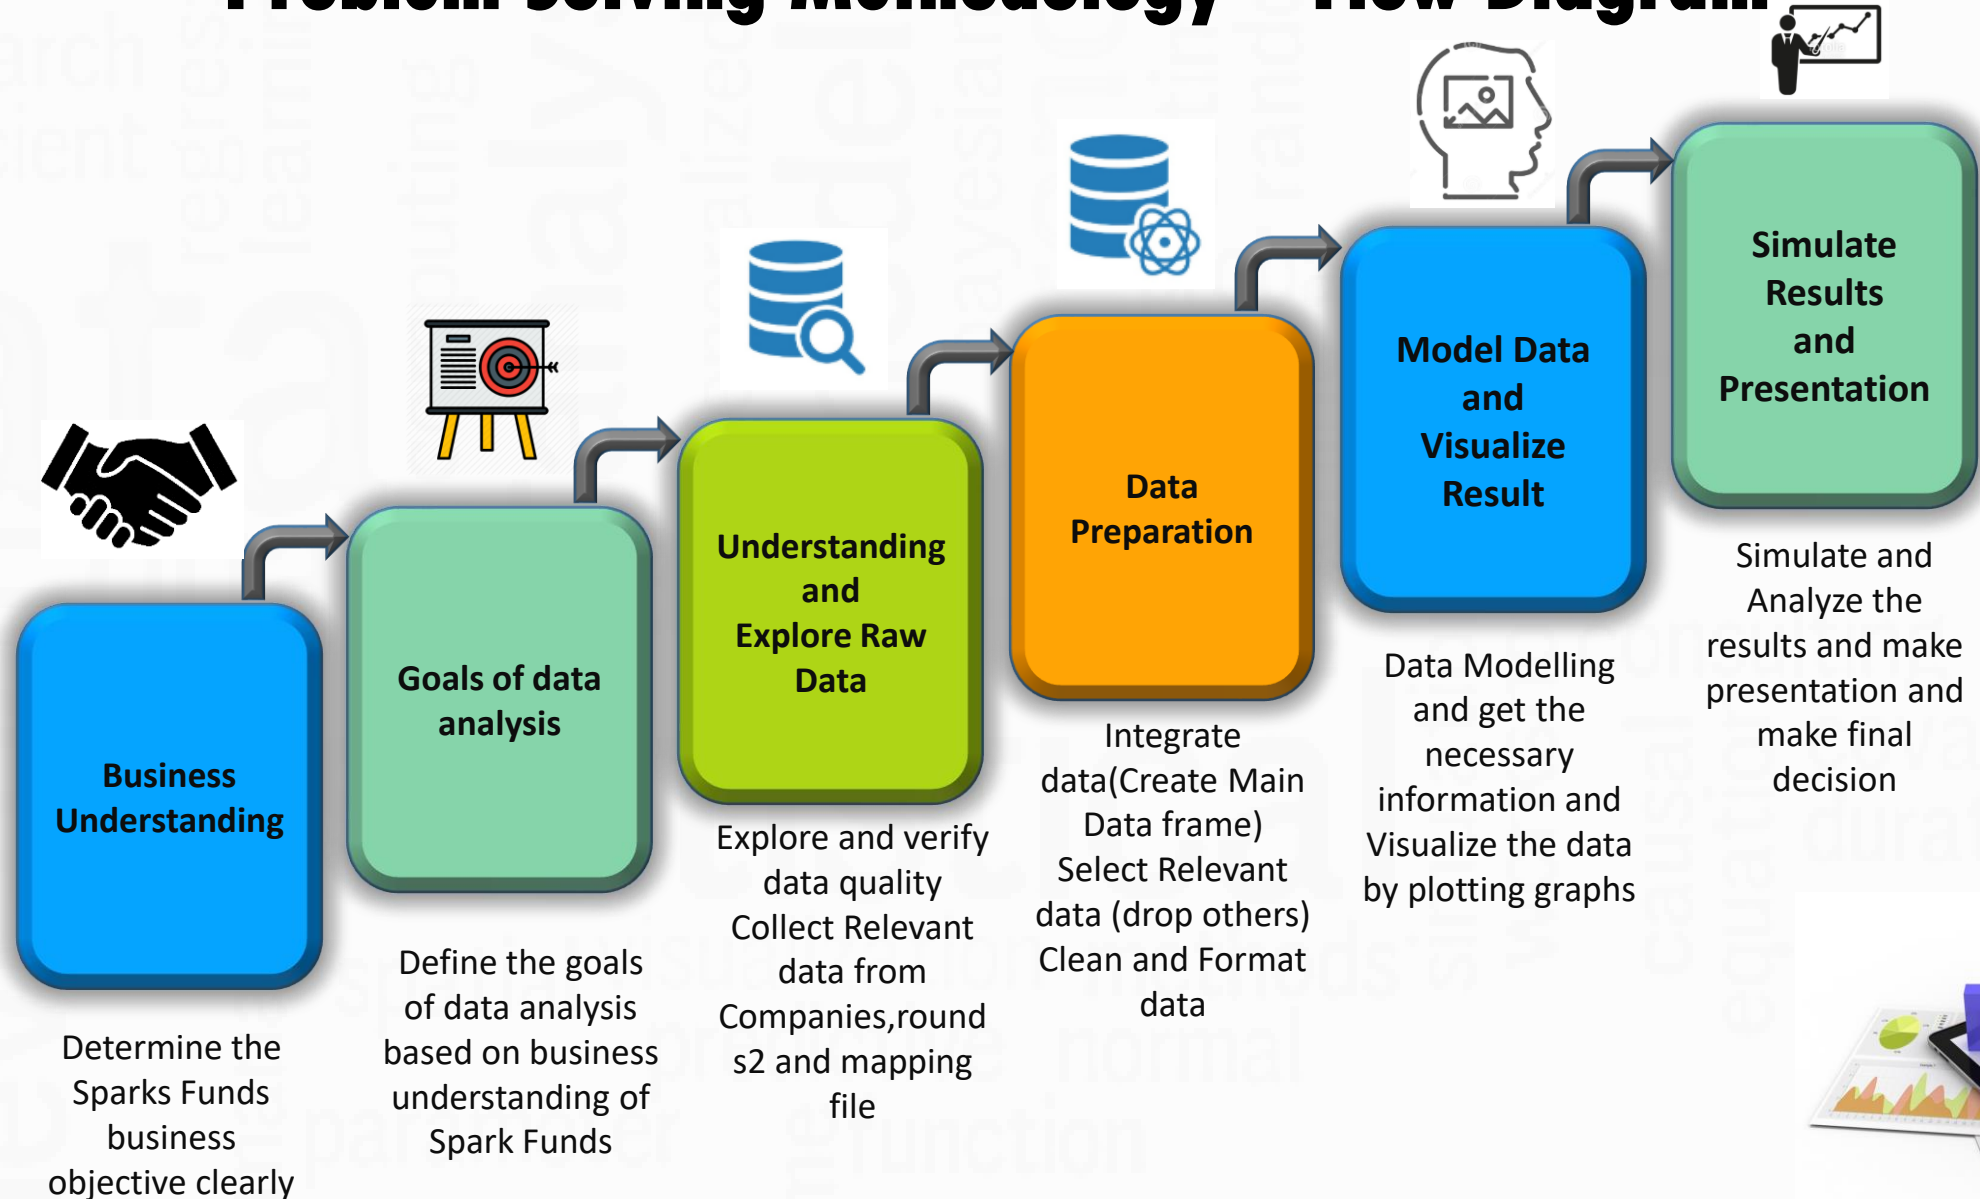 Problem Solving Methodology
Flow Diagram
Business
Understanding
Determine the
Sparks Funds
business
objective clearly
Goals of data
analysis
Define the goals
of data analysis
based on business
understanding of
Spark Funds
Understanding
and
Explore Raw
Data
Explore and verify
data quality
Collect Relevant
data from
Companies,round
s2 and mapping
file
Data
Preparation
Integrate
data(Create Main
Data frame)
Select Relevant
data (drop others)
Clean and Format
data
Model Data
and
Visualize
Result
Data Modelling
and get the
necessary
information and
Visualize the data
by plotting graphs
Simulate
Results
and
Presentation
Simulate and
Analyze the
results and make
presentation and
make final
decision